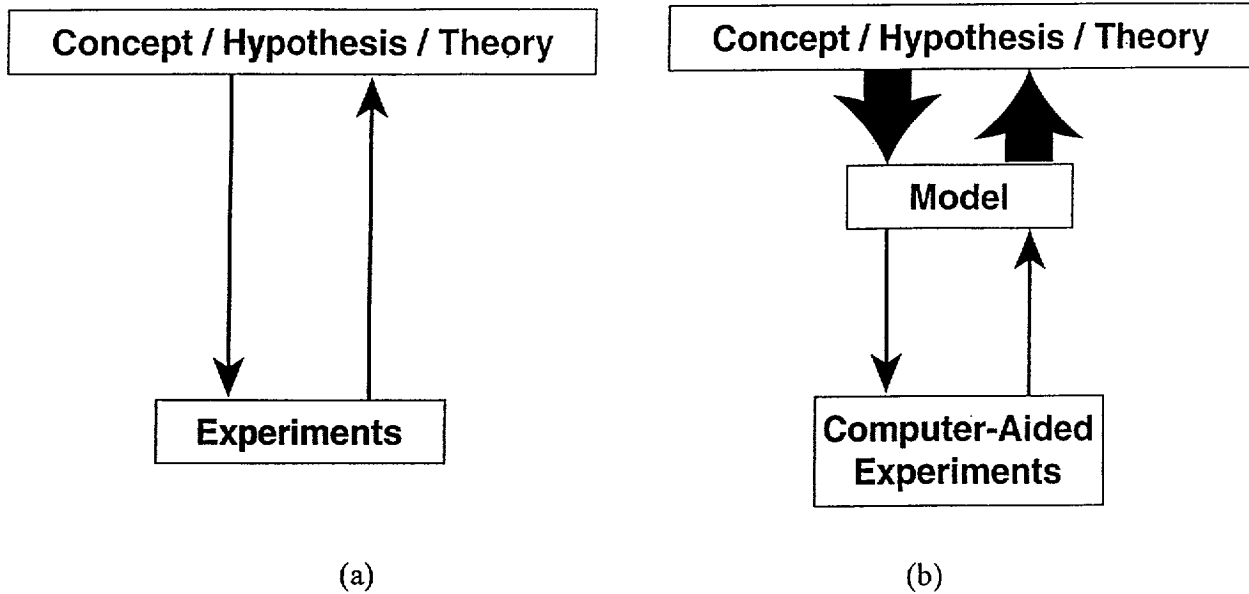 Concept / Hypothesis / Theory
Experiments
(a)
Concept / Hypothesis / Theory
Model
Computer-Aided
Experiments
(b)